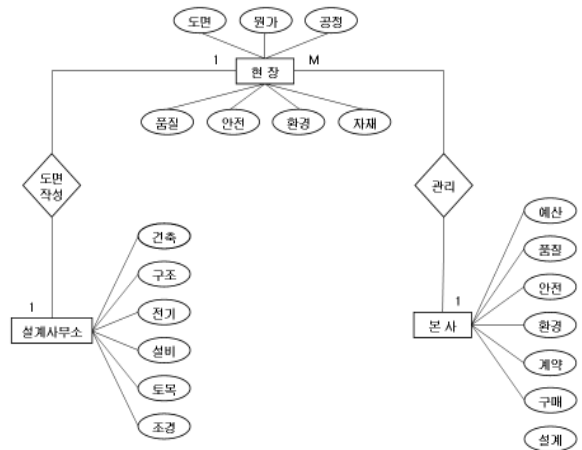 도면 원가 공정
1 현 장 M
품질 안전 환경 자재
도면
작성
관리
건축
구조
전기
설비
토목
조경
1
설계사무소
예산
품질
안전
환경
계약
구매
설계
1
본 사